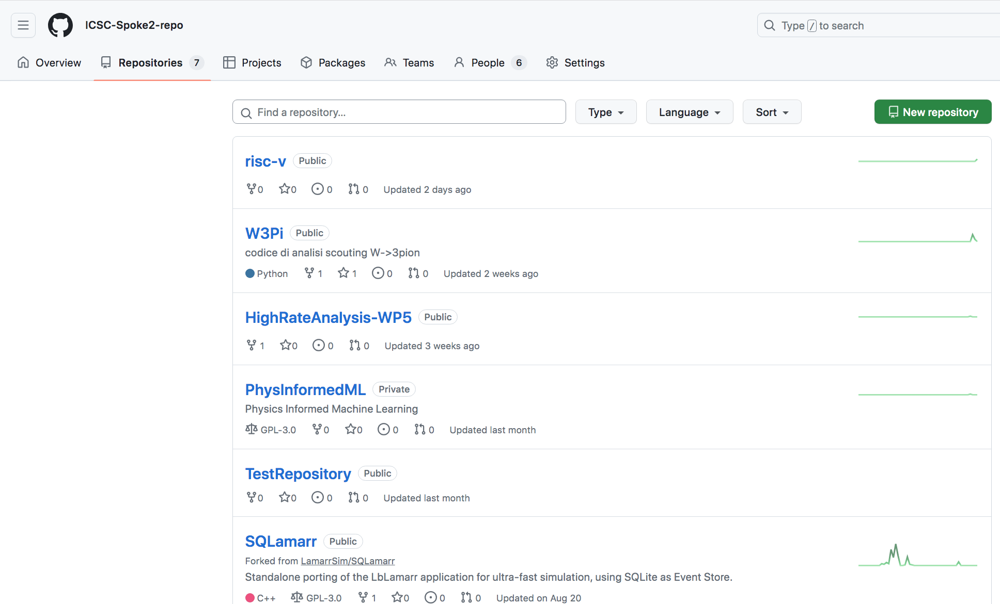 ICSC-Spoke2-repo
Type / to search
Overview Repositories 7 Projects Packages Teams People 6 Settings
Find a repository... Type Language Sort New repository
risc-v Public
0 0 0 0 Updated 2 days ago
W3Pi Public
codice di analisi scouting W->3pion
Python 1 1 0 0 Updated 2 weeks ago
HighRateAnalysis-WP5 Public
1 0 0 0 Updated 3 weeks ago
PhysInformedML Private
Physics Informed Machine Learning
GPL-3.0 0 0 0 0 Updated last month
TestRepository Public
0 0 0 0 Updated last month
SQLamarr Public
Forked from LamarrSim/SQLamarr
Standalone porting of the LbLamarr application for ultra-fast simulation, using SQLite as Event Store.
C++ GPL-3.0 1 0 0 0 Updated on Aug 20